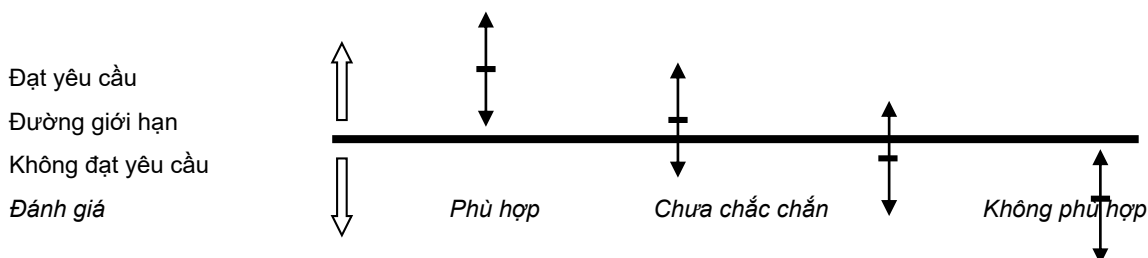 Đạt yêu cầu
Đường giới hạn
Không đạt yêu cầu
Đánh giá Phù hợp Chưa chắc chắn Không phù hợp